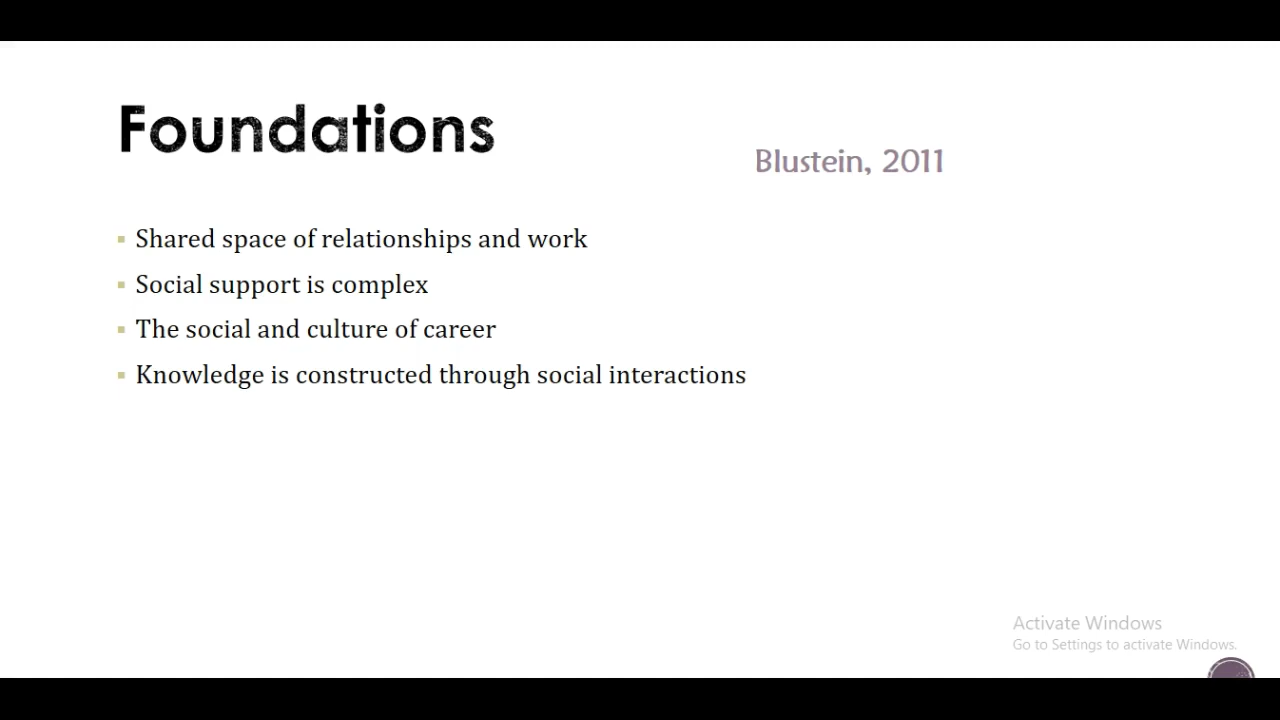 Foundations
Blustein, 2011
Shared space of relationships and work
Social support is complex
The social and culture of career
Knowledge is constructed through social interactions
Activate Windows
Go to Settings to activate Windows.